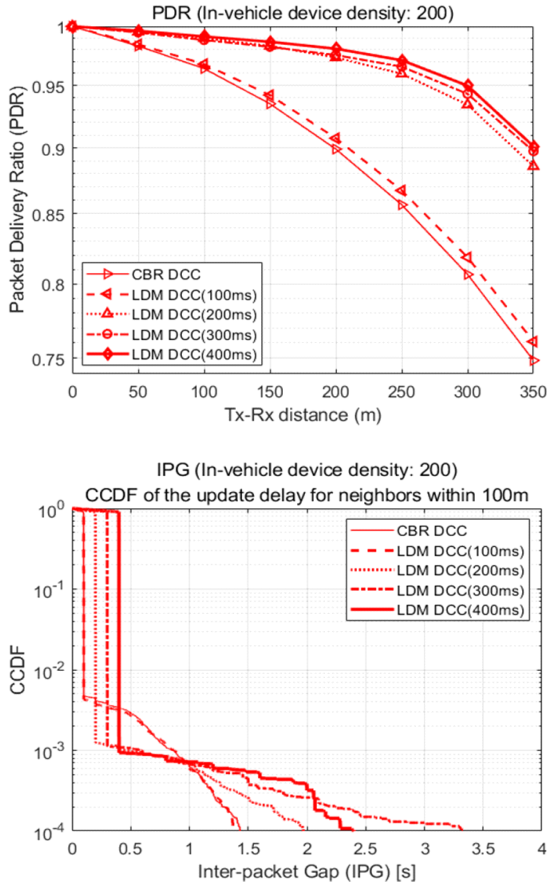 PDR (In-vehicle device density: 200)
Packet Delivery Ratio (PDR)
1
0.95
0.9
0.85
0.8
0.75
CBR DCC
LDM DCC(100ms)
LDM DCC(200ms)
LDM DCC(300ms)
LDM DCC(400ms)
0 50 100 150 200 250 300 350
Tx-Rx distance (m)
IPG (In-vehicle device density: 200)
CCDF of the update delay for neighbors within 100m
CCDF
10^0
10^-1
10^-2
10^-3
10^-4
CBR DCC
LDM DCC(100ms)
LDM DCC(200ms)
LDM DCC(300ms)
LDM DCC(400ms)
0 0.5 1 1.5 2 2.5 3 3.5 4
Inter-packet Gap (IPG) [s]